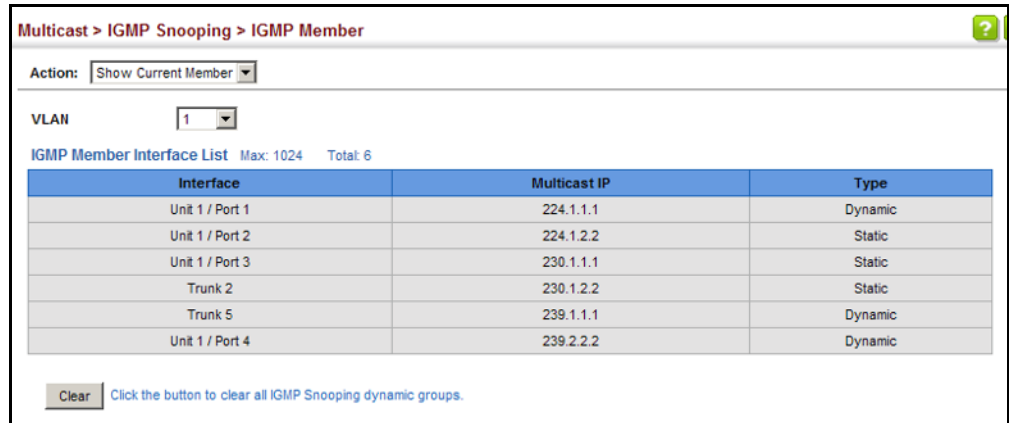 Multicast > IGMP Snooping > IGMP Member
?
Action: Show Current Member
VLAN 1
IGMP Member Interface List Max: 1024 Total: 6
Interface Multicast IP Type
Unit 1 / Port 1 224.1.1.1 Dynamic
Unit 1 / Port 2 224.1.2.2 Static
Unit 1 / Port 3 230.1.1.1 Static
Trunk 2 230.1.2.2 Static
Trunk 5 239.1.1.1 Dynamic
Unit 1 / Port 4 239.2.2.2 Dynamic
Clear Click the button to clear all IGMP Snooping dynamic groups.